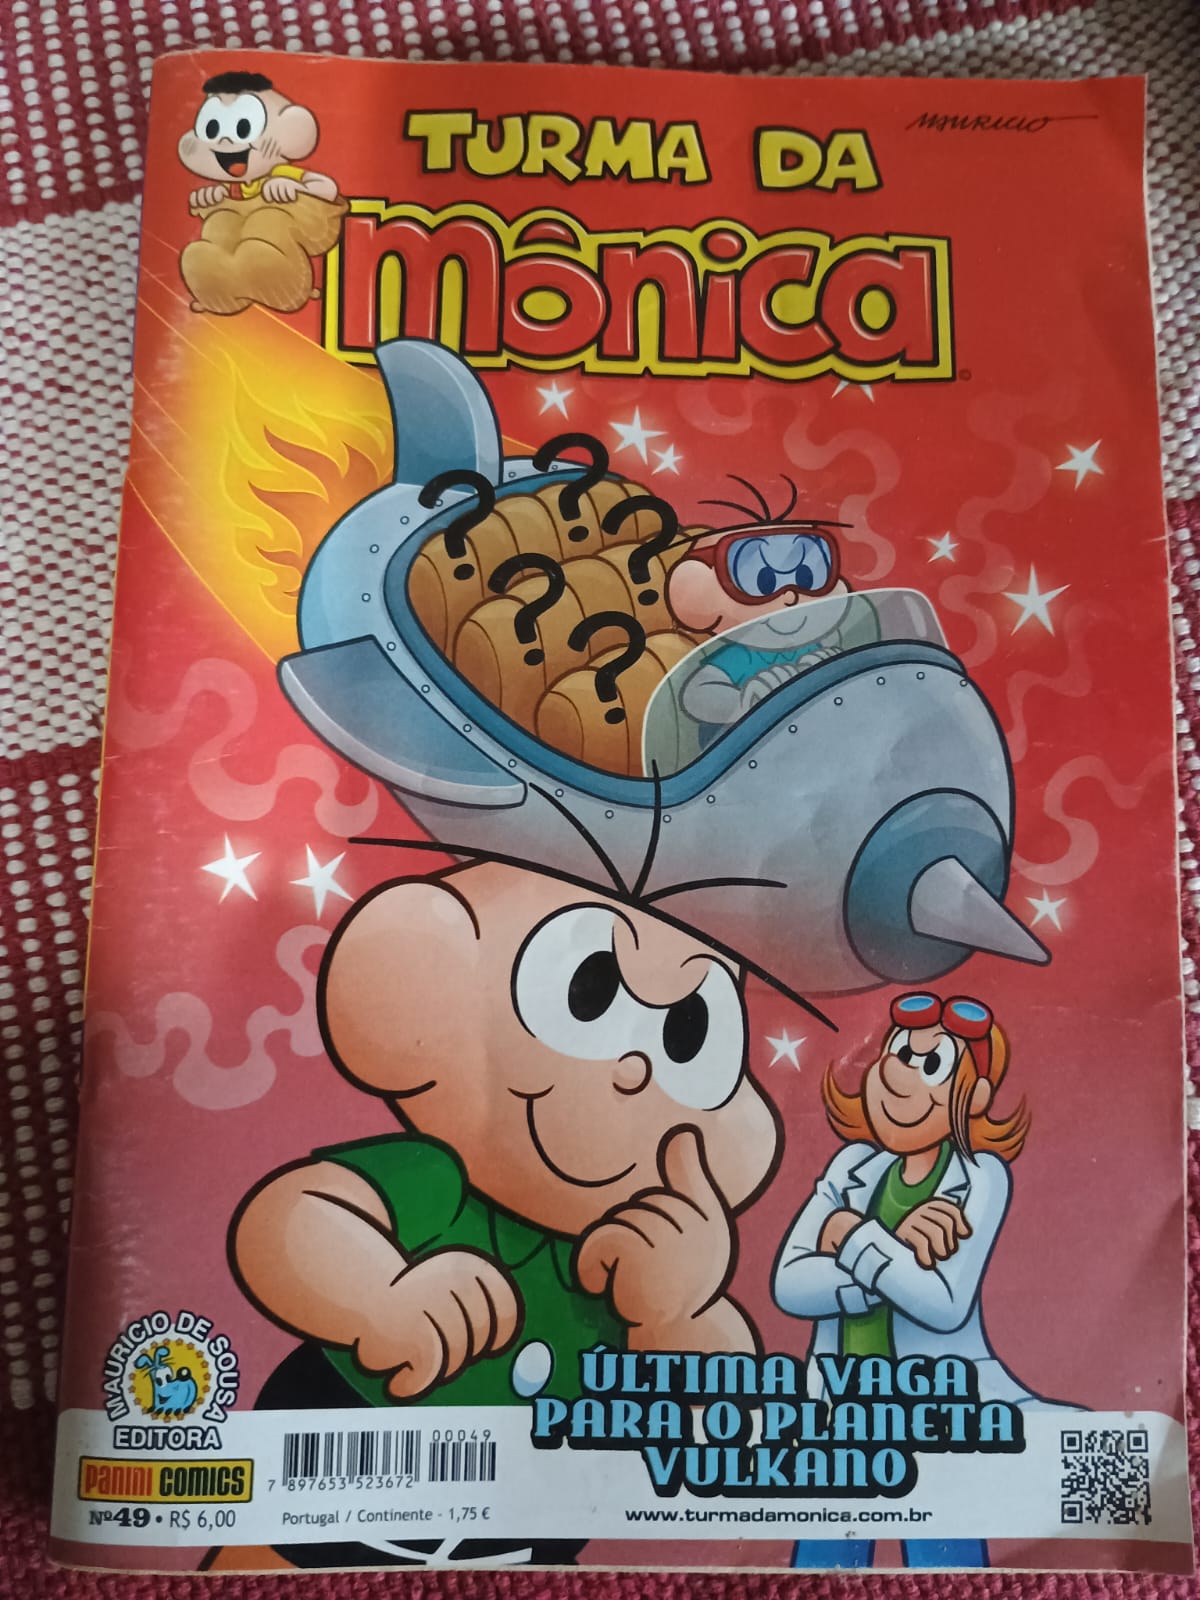 MAURICIO
TURMA DA
Mônica
©
? ? ? ? ? ?
MAURICIO DE SOUSA
EDITORA
PANINI COMICS
Nº49 • R$ 6,00
00049
7 897653 523672
Portugal / Continente - 1,75 €
ÚLTIMA VAGA
PARA O PLANETA
VULKANO
www.turmadamonica.com.br